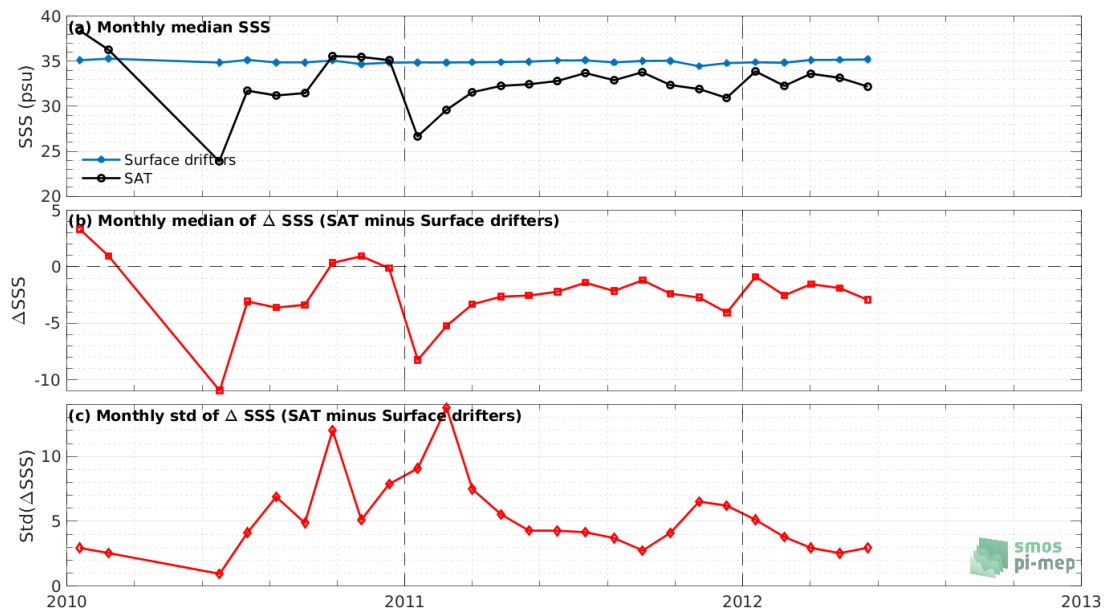 (a) Monthly median SSS
40
35
30
25
20
SSS (psu)
Surface drifters
SAT
(b) Monthly median of Δ SSS (SAT minus Surface drifters)
5
0
-5
-10
ΔSSS
(c) Monthly std of Δ SSS (SAT minus Surface drifters)
10
5
0
Std(ΔSSS)
2010
2011
2012
2013
smos
pi-mep